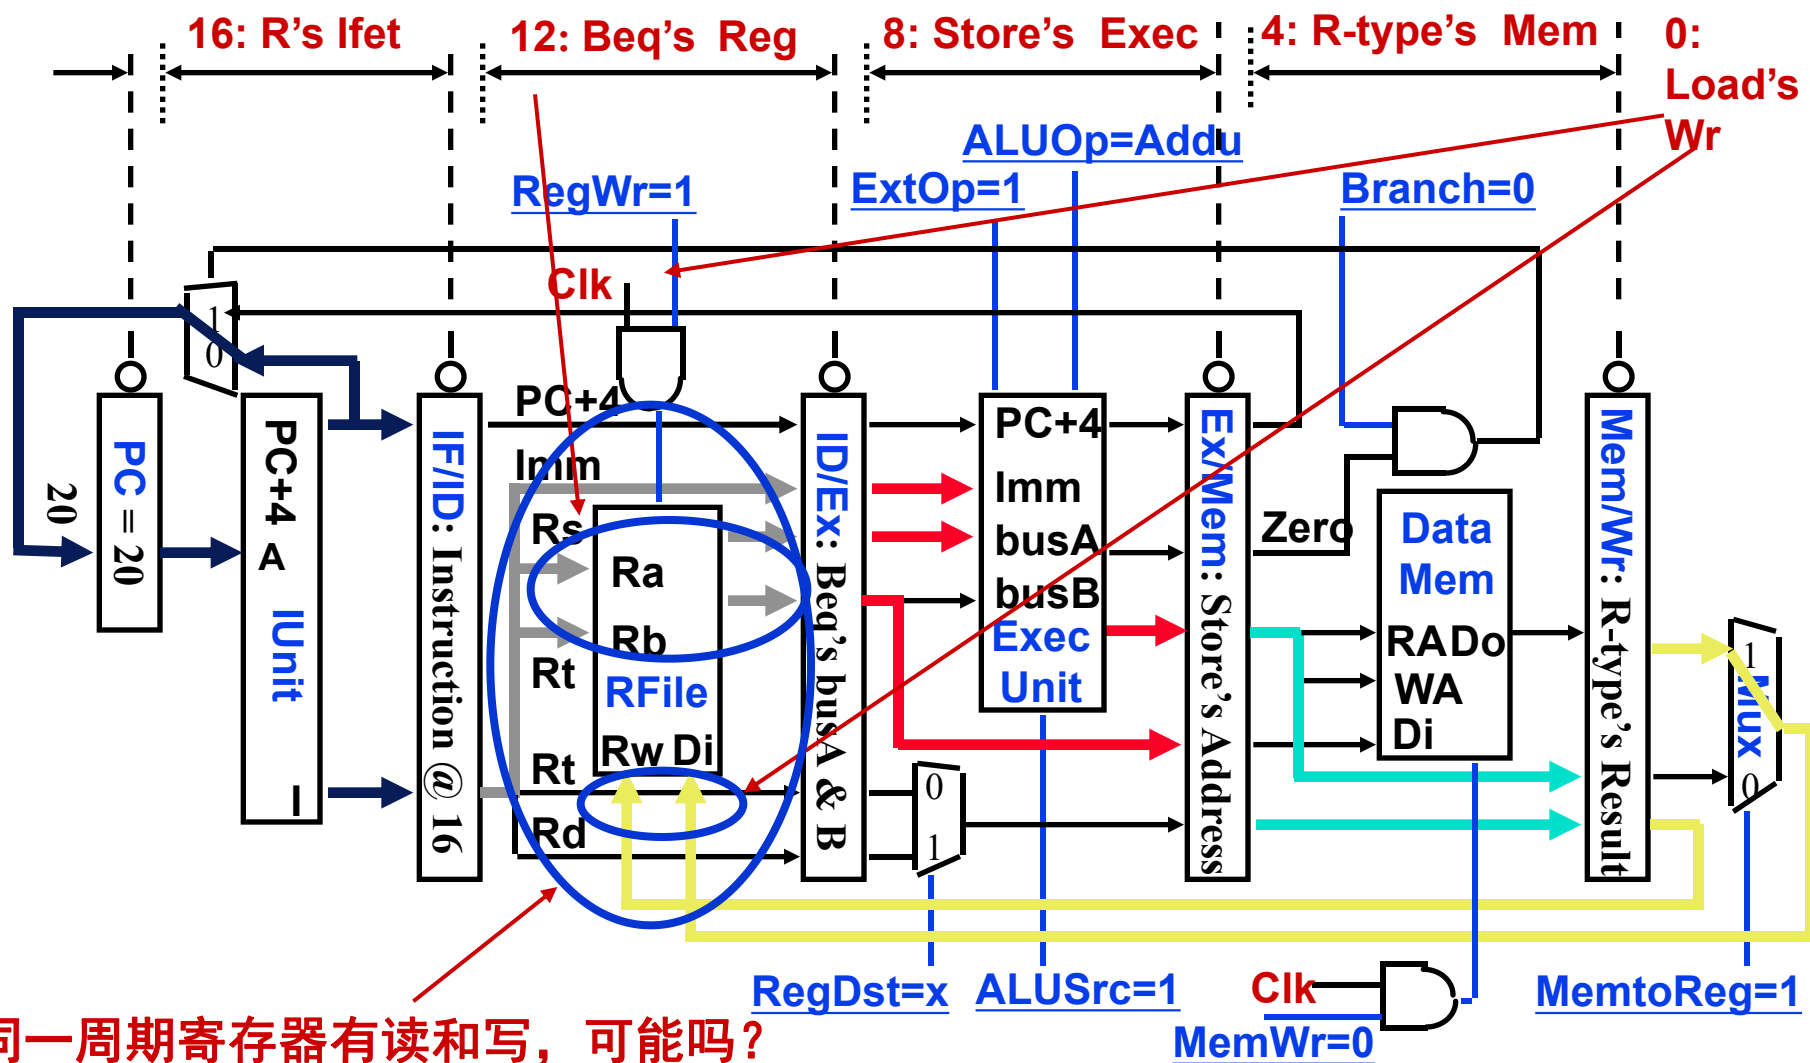 16: R's Ifet
12: Beq's Reg
8: Store's Exec
4: R-type's Mem
0:
Load's
Wr
ALUOp=Addu
RegWr=1
ExtOp=1
Branch=0
Clk
1
0
PC = 20
20
PC+4
A
IUnit
I
IF/ID: Instruction @ 16
PC+4
Imm
Rs
Ra
Rb
Rt
RFile
Rw Di
Rt
Rd
ID/Ex: Beq's busA & B
0
1
PC+4
Imm
busA
busB
Exec
Unit
Ex/Mem: Store's Address
Zero
Data
Mem
RA Do
WA
Di
Mem/Wr: R-type's Result
1
Mux
0
RegDst=x
ALUSrc=1
Clk
MemWr=0
MemtoReg=1
同一周期寄存器有读和写，可能吗？